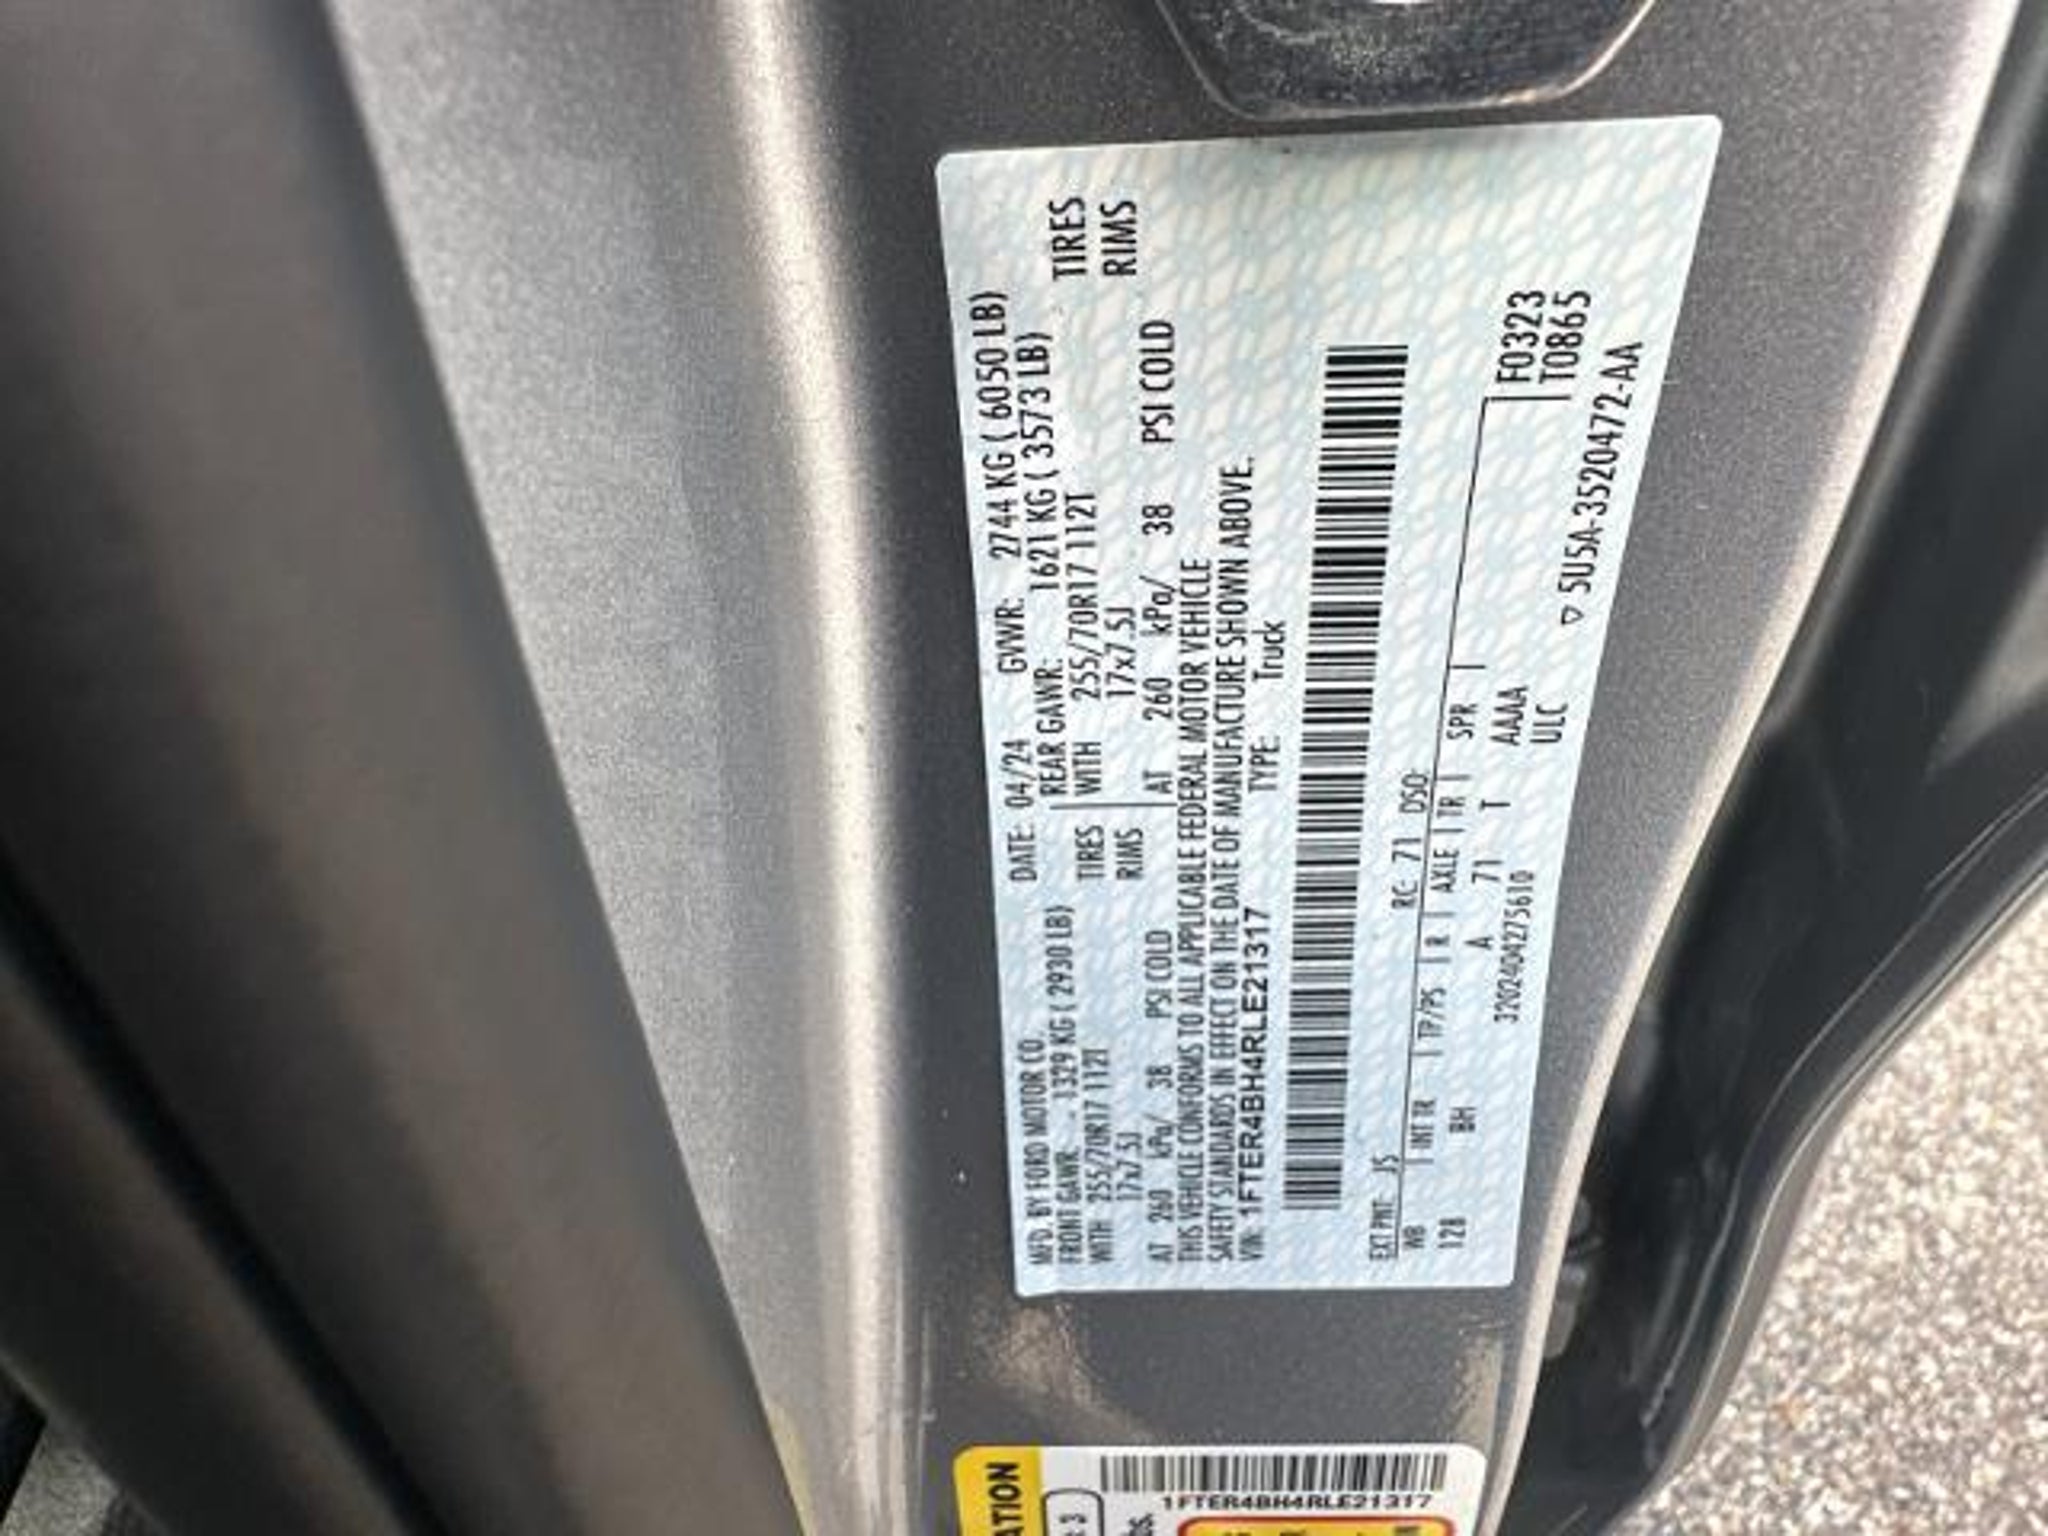 MFD. BY FORD MOTOR CO. DATE: 04/24 GVWR: 2744 KG ( 6050 LB)
FRONT GAWR: 1329 KG ( 2930 LB) REAR GAWR: 1621 KG ( 3573 LB)
WITH 255/70R17 112T TIRES WITH 255/70R17 112T TIRES
17x7.5J RIMS 17x7.5J RIMS
AT 260 kPa/ 38 PSI COLD AT 260 kPa/ 38 PSI COLD
THIS VEHICLE CONFORMS TO ALL APPLICABLE FEDERAL MOTOR VEHICLE
SAFETY STANDARDS IN EFFECT ON THE DATE OF MANUFACTURE SHOWN ABOVE.
VIN: 1FTER4BH4RLE21317 TYPE: Truck
EXT PNT: JS RC: 71 DSO:
WB INT TR TP/PS R AXLE TR SPR
128 BH A 71 T AAAA
3202404275610 ULC
F0323
T0865
5U5A-3520472-AA
1FTER4BH4RLE21317